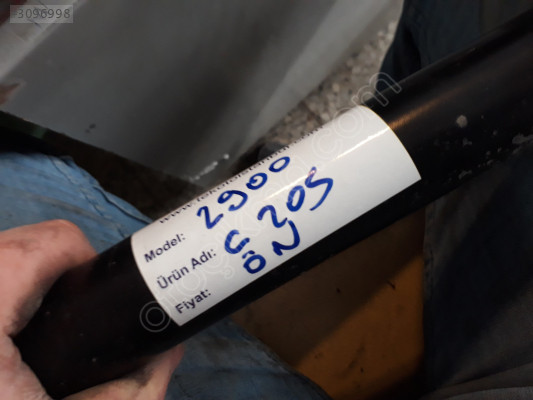 3096998
Model: 2900
Ürün Adı: G 205
Fiyat: ÖN